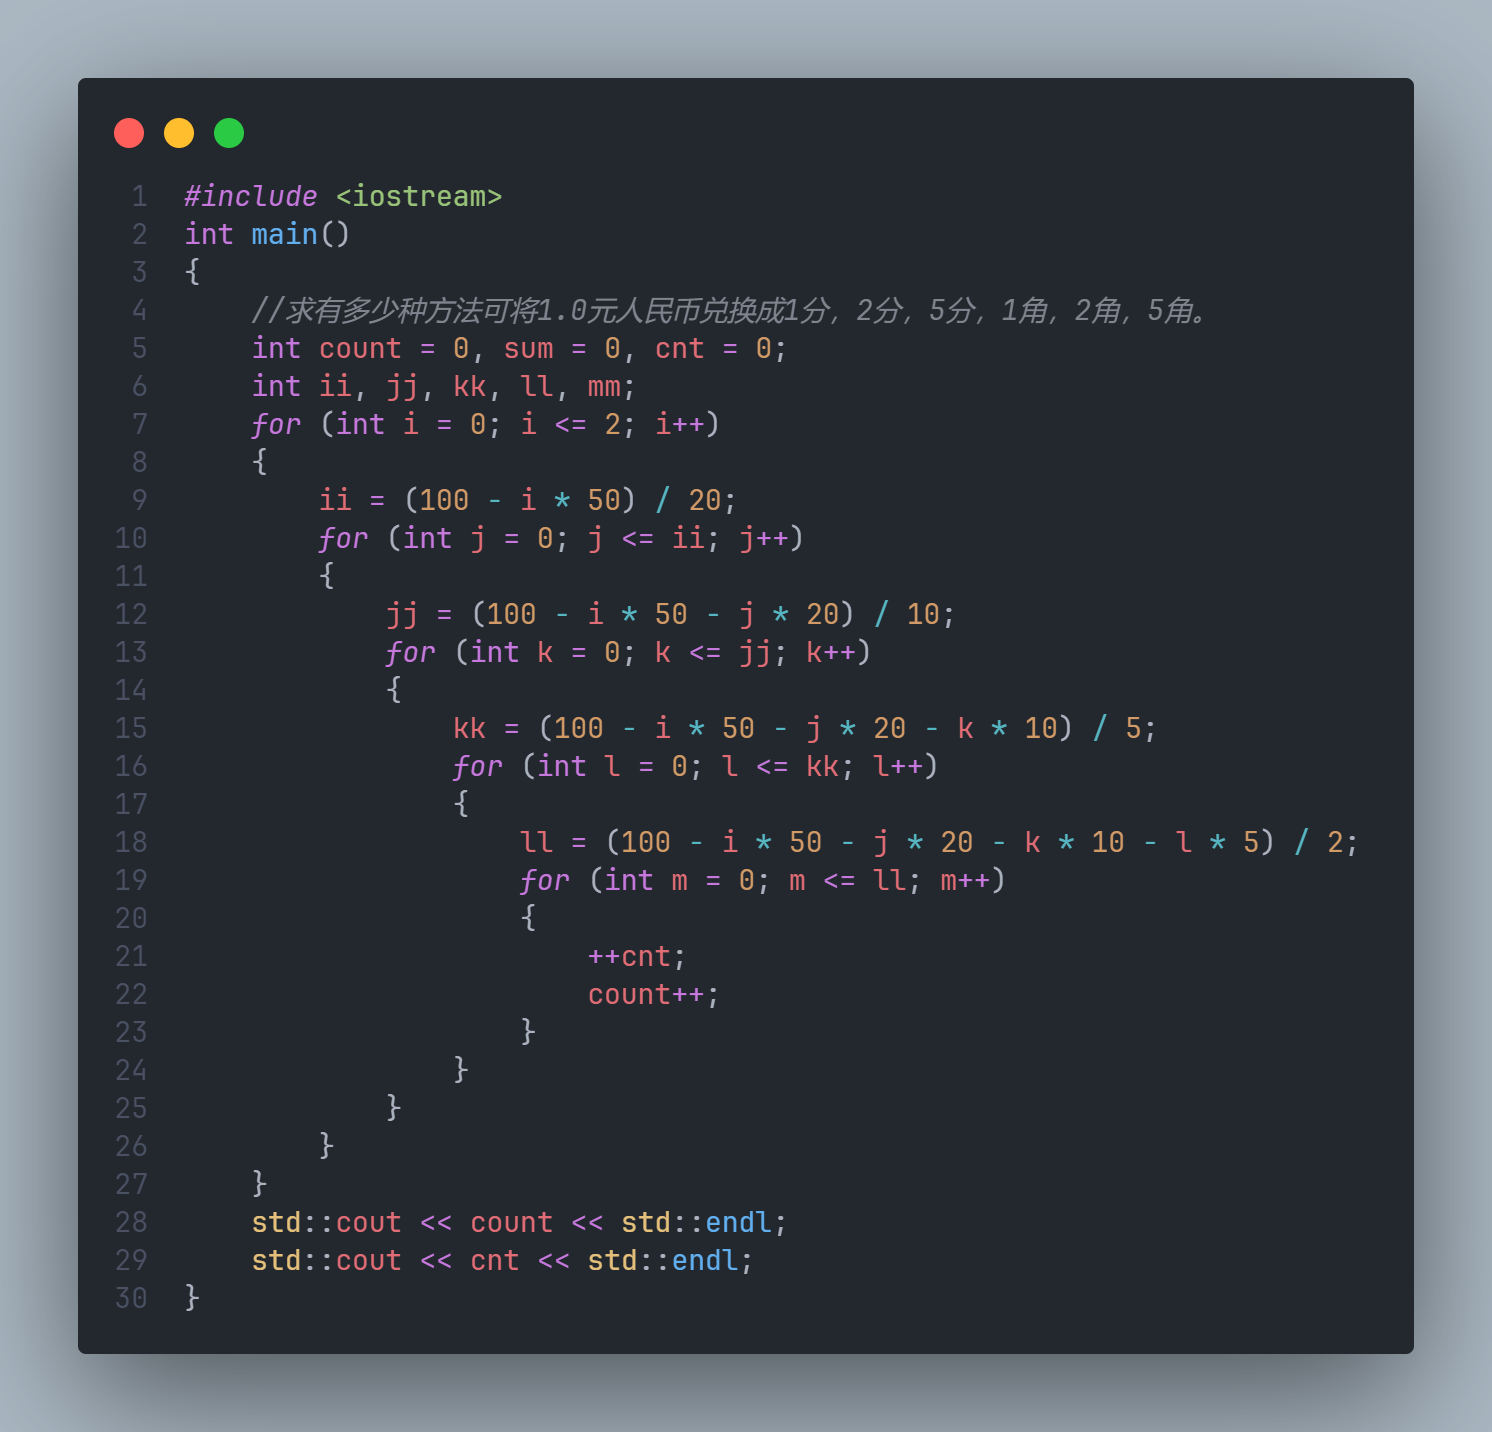 1 #include <iostream>
2 int main()
3 {
4     //求有多少种方法可将1.0元人民币兑换成1分，2分，5分，1角，2角，5角。
5     int count = 0, sum = 0, cnt = 0;
6     int ii, jj, kk, ll, mm;
7     for (int i = 0; i <= 2; i++)
8     {
9         ii = (100 - i * 50) / 20;
10         for (int j = 0; j <= ii; j++)
11         {
12             jj = (100 - i * 50 - j * 20) / 10;
13             for (int k = 0; k <= jj; k++)
14             {
15                 kk = (100 - i * 50 - j * 20 - k * 10) / 5;
16                 for (int l = 0; l <= kk; l++)
17                 {
18                     ll = (100 - i * 50 - j * 20 - k * 10 - l * 5) / 2;
19                     for (int m = 0; m <= ll; m++)
20                     {
21                         ++cnt;
22                         count++;
23                     }
24                 }
25             }
26         }
27     }
28     std::cout << count << std::endl;
29     std::cout << cnt << std::endl;
30 }